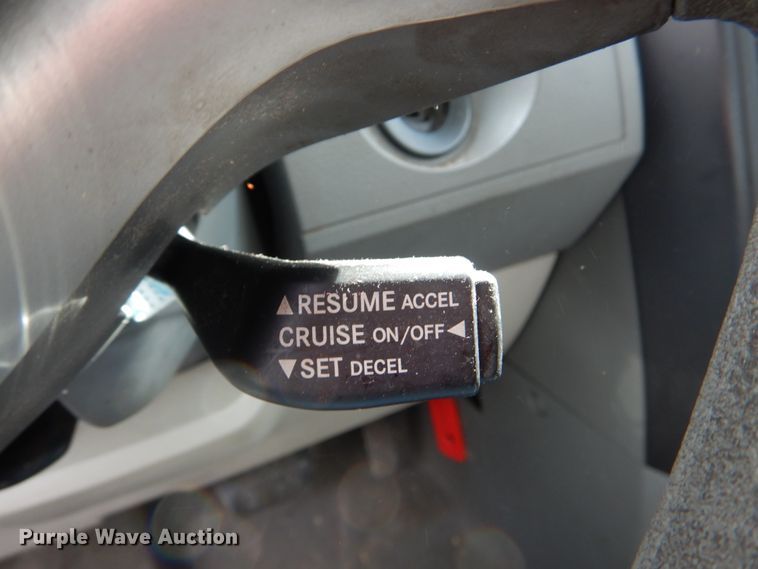 ▲RESUME ACCEL
CRUISE ON/OFF◀
▼SET DECEL
Purple Wave Auction